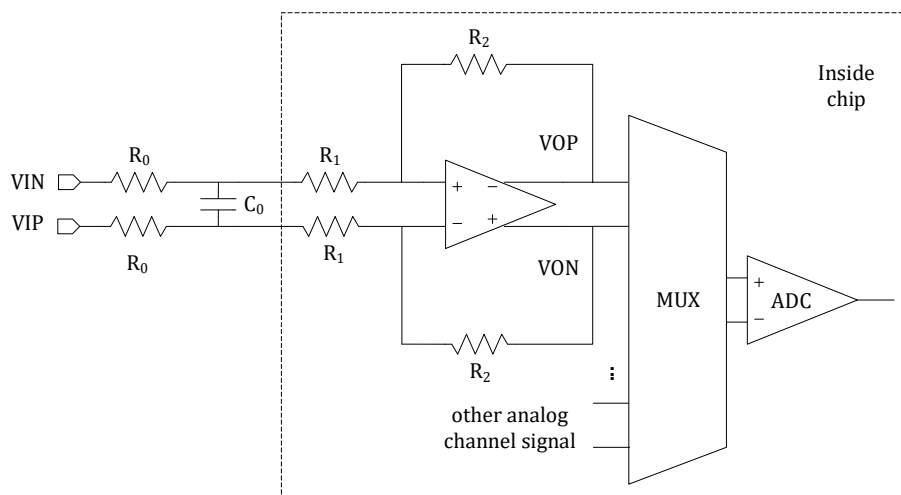 R₂
Inside
chip
VOP
R₀
R₁
VIN
+
−
C₀
VIP
−
+
R₀
R₁
VON
MUX
+
ADC
−
R₂
...
other analog
channel signal